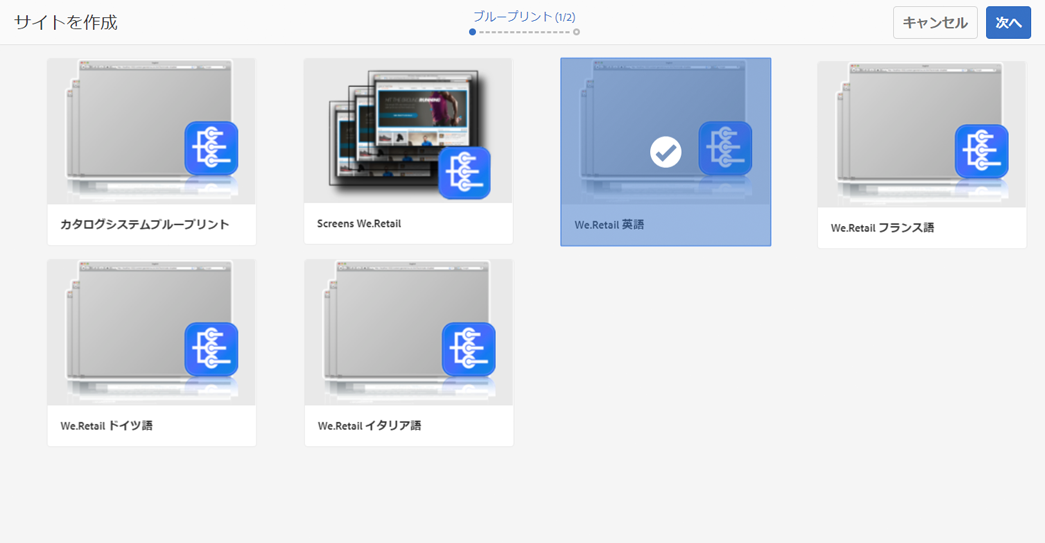 サイトを作成
ブループリント (1/2)
キャンセル
次へ
カタログシステムブループリント
Screens We.Retail
We.Retail 英語
We.Retail フランス語
We.Retail ドイツ語
We.Retail イタリア語